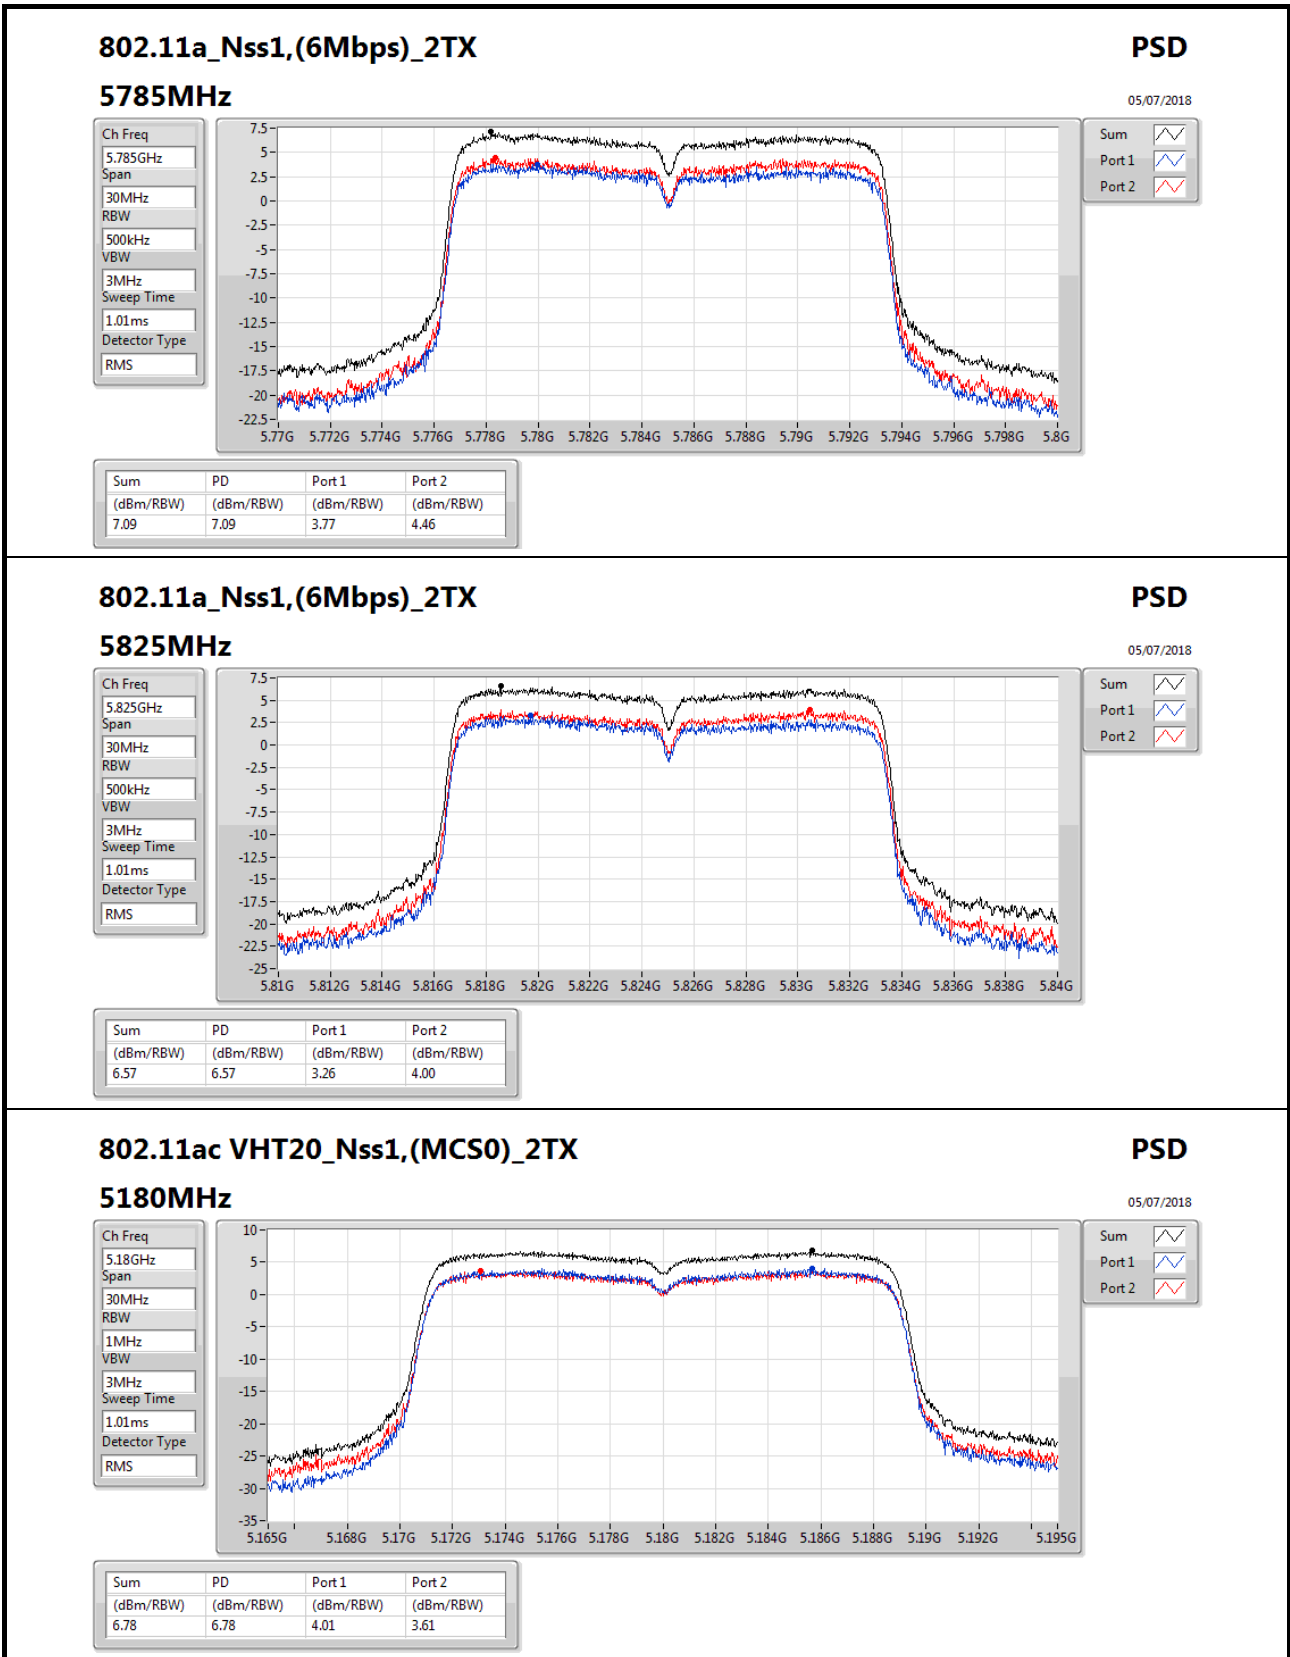 802.11a_Nss1,(6Mbps)_2TX PSD
5785MHz 05/07/2018
Ch Freq
5.785GHz
Span
30MHz
RBW
500kHz
VBW
3MHz
Sweep Time
1.01ms
Detector Type
RMS
7.5
5
2.5
0
-2.5
-5
-7.5
-10
-12.5
-15
-17.5
-20
-22.5
5.77G 5.772G 5.774G 5.776G 5.778G 5.78G 5.782G 5.784G 5.786G 5.788G 5.79G 5.792G 5.794G 5.796G 5.798G 5.8G
Sum
Port 1
Port 2
Sum PD Port 1 Port 2
(dBm/RBW) (dBm/RBW) (dBm/RBW) (dBm/RBW)
7.09 7.09 3.77 4.46
802.11a_Nss1,(6Mbps)_2TX PSD
5825MHz 05/07/2018
Ch Freq
5.825GHz
Span
30MHz
RBW
500kHz
VBW
3MHz
Sweep Time
1.01ms
Detector Type
RMS
7.5
5
2.5
0
-2.5
-5
-7.5
-10
-12.5
-15
-17.5
-20
-22.5
-25
5.81G 5.812G 5.814G 5.816G 5.818G 5.82G 5.822G 5.824G 5.826G 5.828G 5.83G 5.832G 5.834G 5.836G 5.838G 5.84G
Sum
Port 1
Port 2
Sum PD Port 1 Port 2
(dBm/RBW) (dBm/RBW) (dBm/RBW) (dBm/RBW)
6.57 6.57 3.26 4.00
802.11ac VHT20_Nss1,(MCS0)_2TX PSD
5180MHz 05/07/2018
Ch Freq
5.18GHz
Span
30MHz
RBW
1MHz
VBW
3MHz
Sweep Time
1.01ms
Detector Type
RMS
10
5
0
-5
-10
-15
-20
-25
-30
-35
5.165G 5.168G 5.17G 5.172G 5.174G 5.176G 5.178G 5.18G 5.182G 5.184G 5.186G 5.188G 5.19G 5.192G 5.195G
Sum
Port 1
Port 2
Sum PD Port 1 Port 2
(dBm/RBW) (dBm/RBW) (dBm/RBW) (dBm/RBW)
6.78 6.78 4.01 3.61